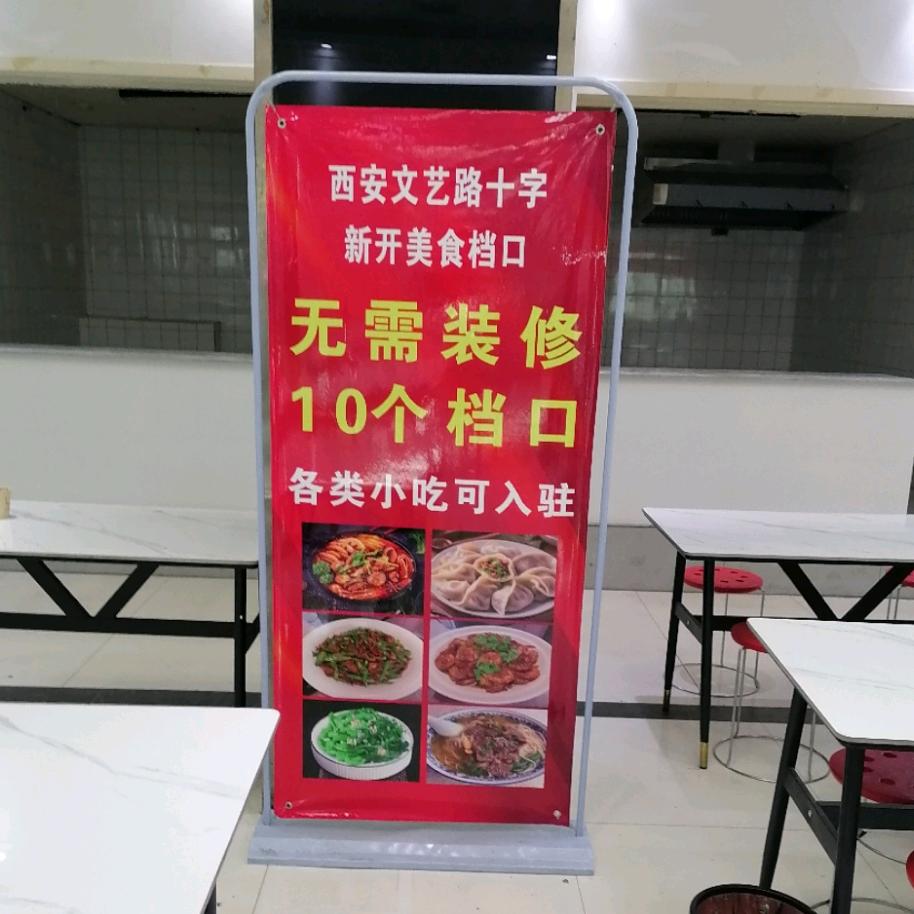 西安文艺路十字
新开美食档口
无需装修
10个档口
各类小吃可入驻